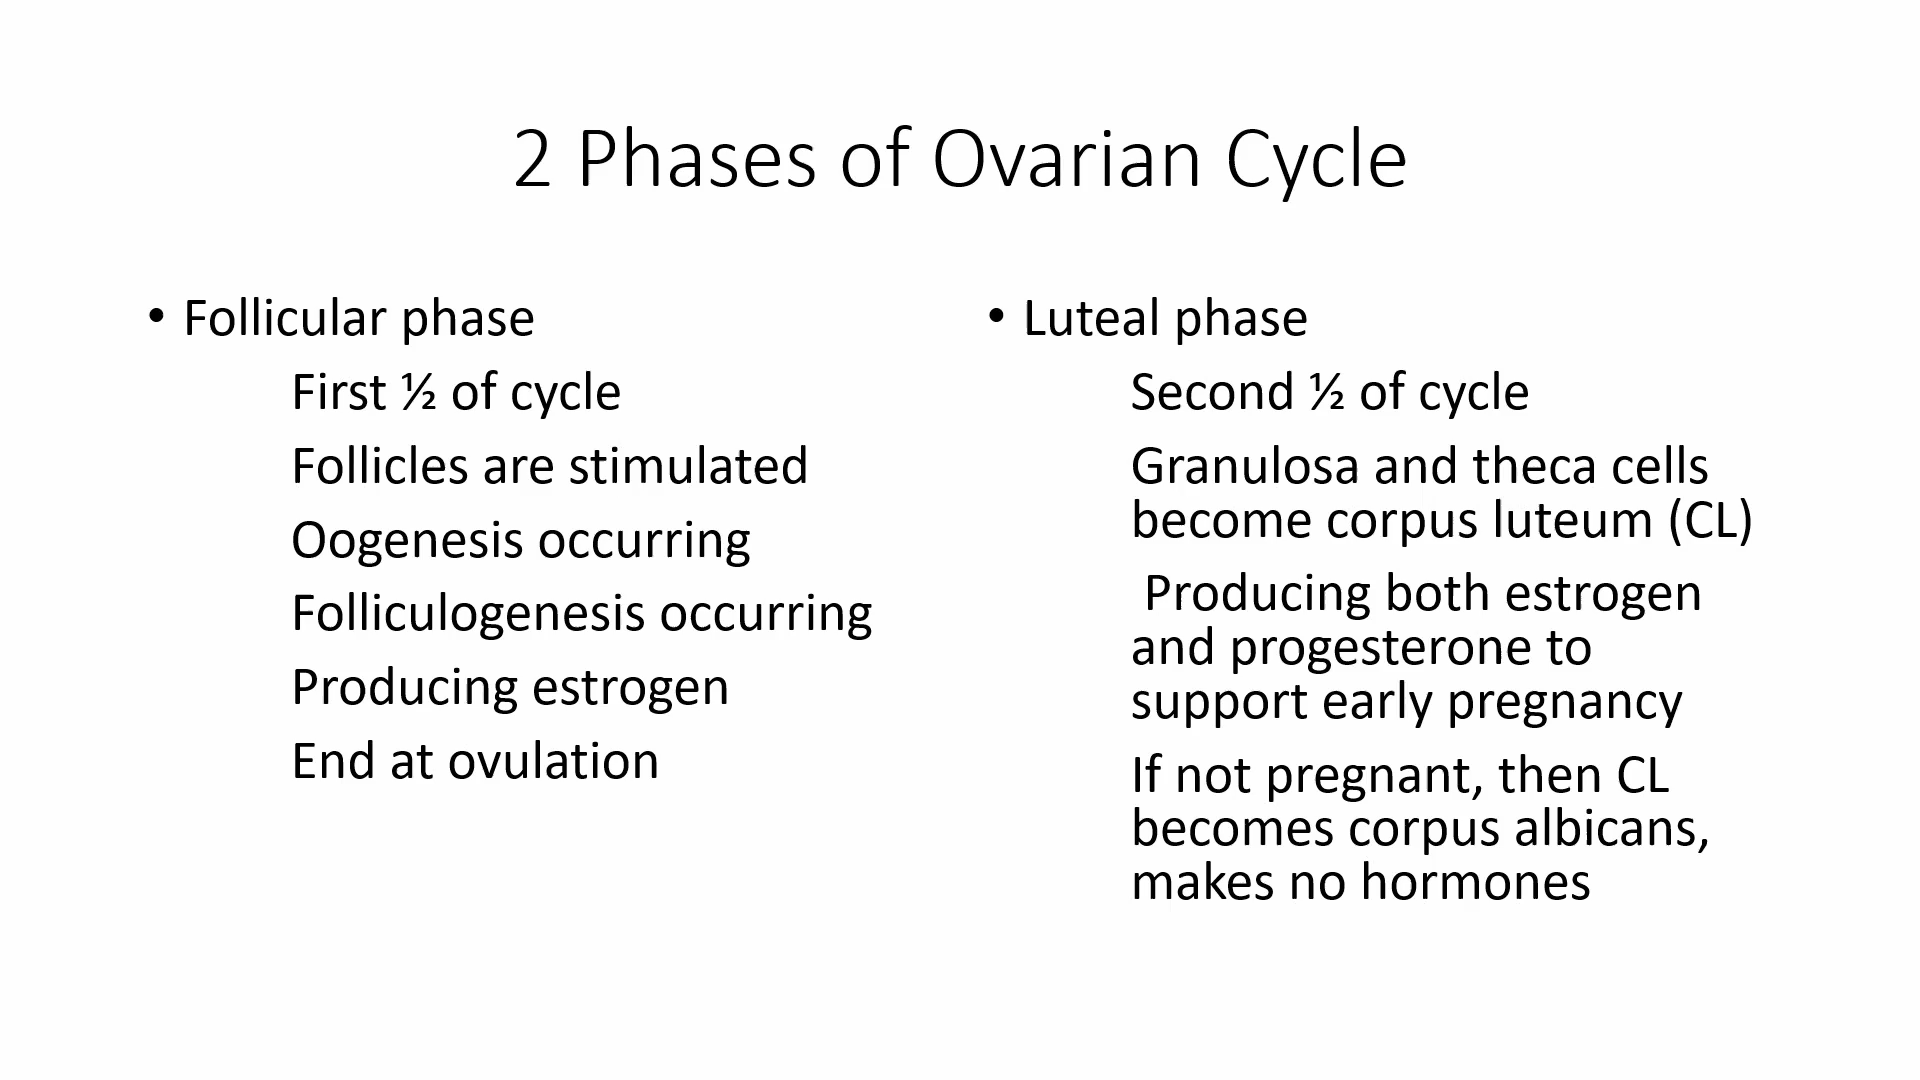 2 Phases of Ovarian Cycle
• Follicular phase
First ½ of cycle
Follicles are stimulated
Oogenesis occurring
Folliculogenesis occurring
Producing estrogen
End at ovulation
• Luteal phase
Second ½ of cycle
Granulosa and theca cells
become corpus luteum (CL)
Producing both estrogen
and progesterone to
support early pregnancy
If not pregnant, then CL
becomes corpus albicans,
makes no hormones